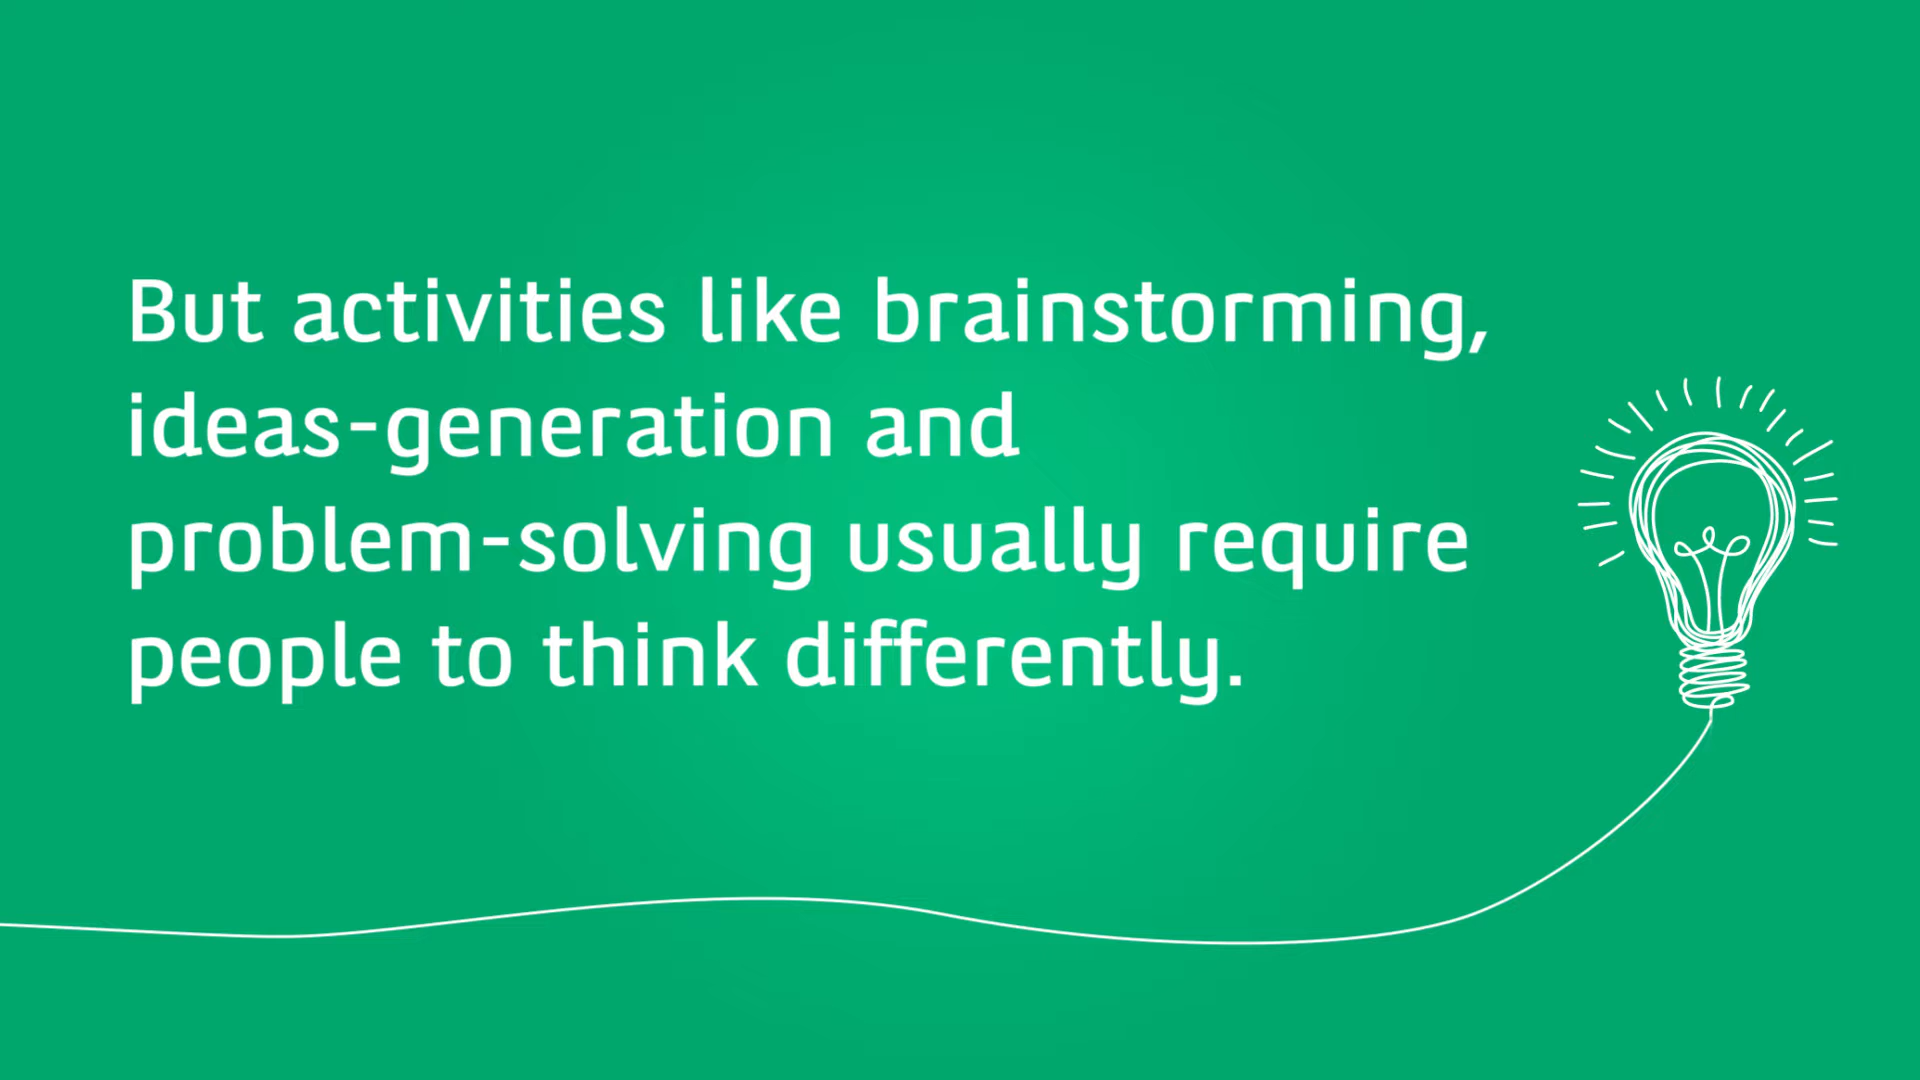 But activities like brainstorming,
ideas-generation and
problem-solving usually require
people to think differently.